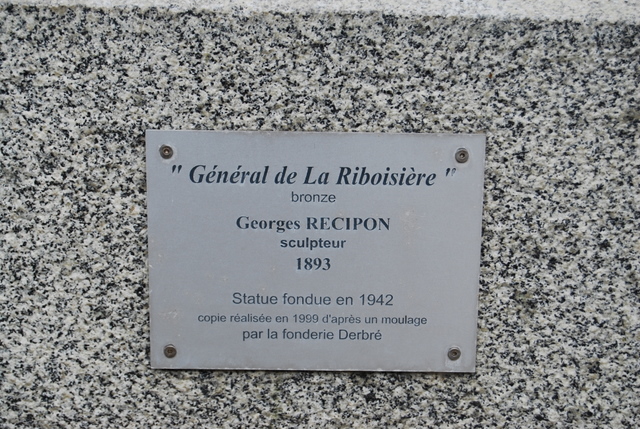 " Général de La Riboisière "
bronze
Georges RECIPON
sculpteur
1893
Statue fondue en 1942
copie réalisée en 1999 d'après un moulage
par la fonderie Derbré